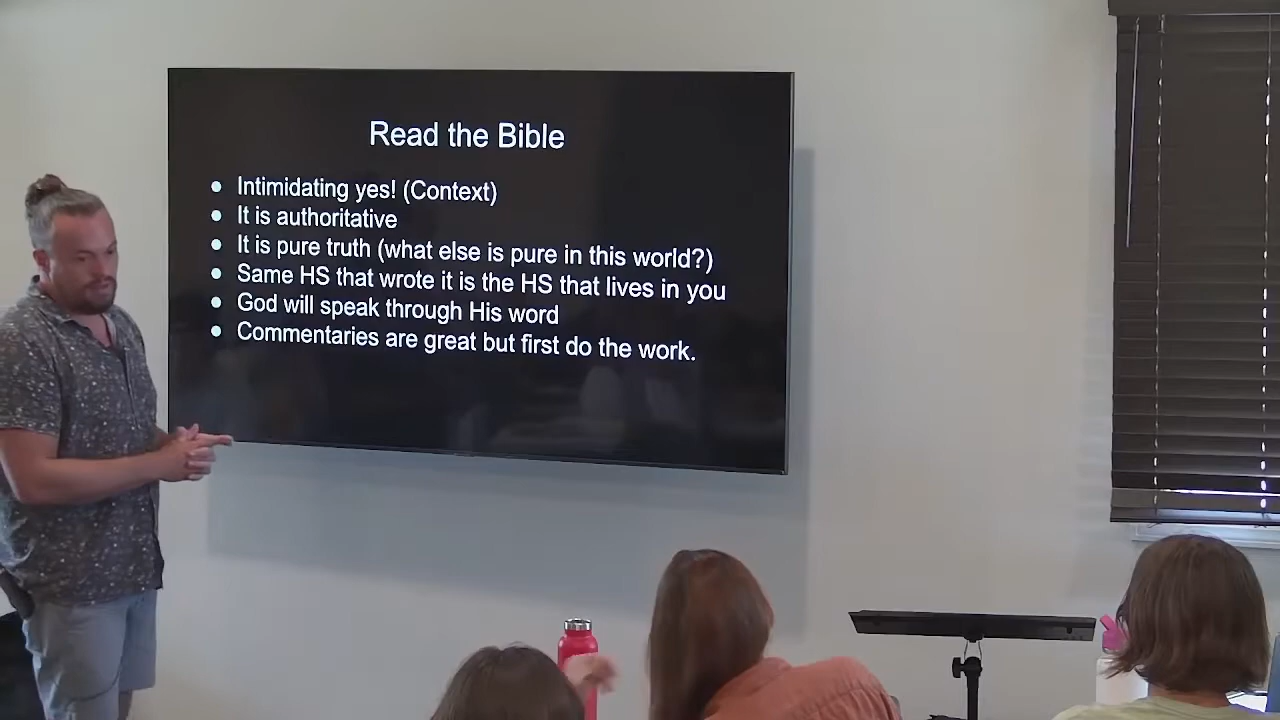 Read the Bible
● Intimidating yes! (Context)
● It is authoritative
● It is pure truth (what else is pure in this world?)
● Same HS that wrote it is the HS that lives in you
● God will speak through His word
● Commentaries are great but first do the work.